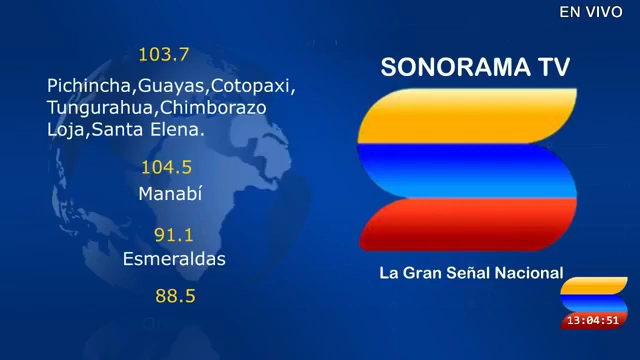 EN VIVO
103.7
Pichincha,Guayas,Cotopaxi,
Tungurahua,Chimborazo
Loja,Santa Elena.
104.5
Manabí
91.1
Esmeraldas
88.5
SONORAMA TV
La Gran Señal Nacional
13:04:51